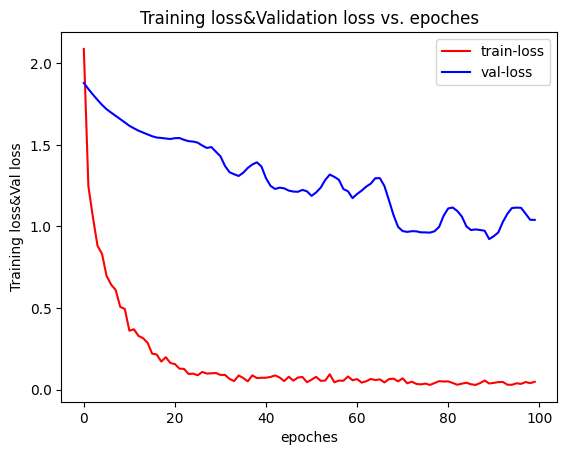 Training loss&Validation loss vs. epoches
train-loss
val-loss
Training loss&Val loss
2.0
1.5
1.0
0.5
0.0
0
20
40
60
80
100
epoches